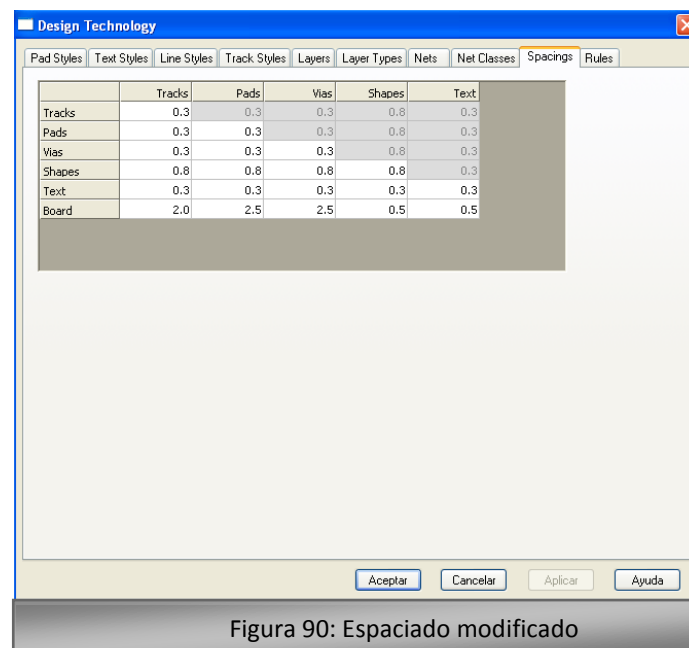 Design Technology
Pad Styles Text Styles Line Styles Track Styles Layers Layer Types Nets Net Classes Spacings Rules
Tracks Pads Vias Shapes Text
Tracks 0.3 0.3 0.3 0.8 0.3
Pads 0.3 0.3 0.3 0.8 0.3
Vias 0.3 0.3 0.3 0.8 0.3
Shapes 0.8 0.8 0.8 0.8 0.3
Text 0.3 0.3 0.3 0.3 0.3
Board 2.0 2.5 2.5 0.5 0.5
Aceptar Cancelar Aplicar Ayuda
Figura 90: Espaciado modificado